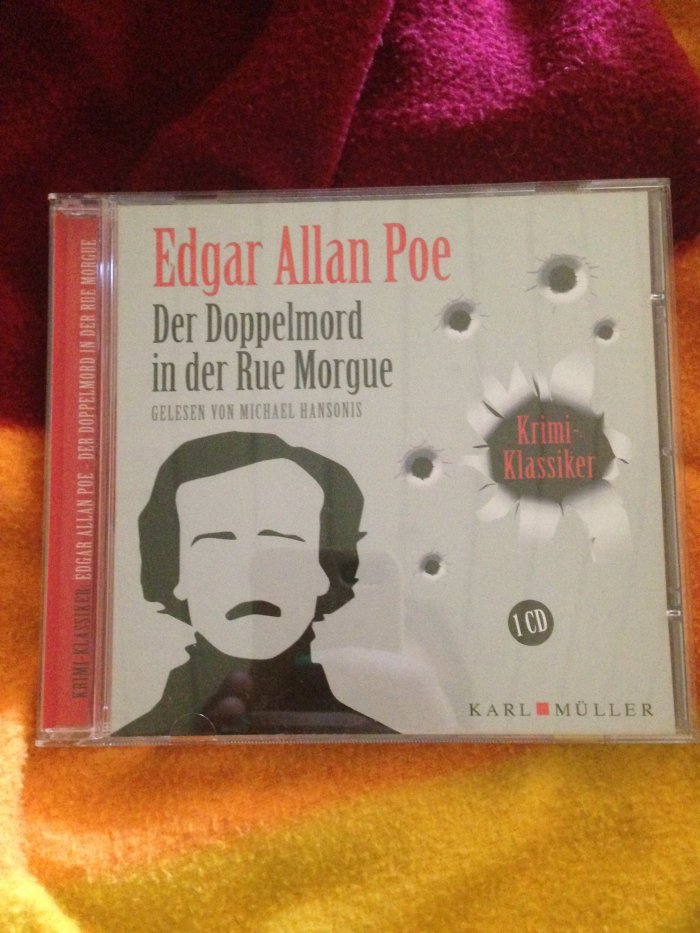 Edgar Allan Poe
Der Doppelmord
in der Rue Morgue
GELESEN VON MICHAEL HANSONIS
Krimi-
Klassiker
1 CD
KARL MÜLLER
KRIMI-KLASSIKER EDGAR ALLAN POE - DER DOPPELMORD IN DER RUE MORGUE